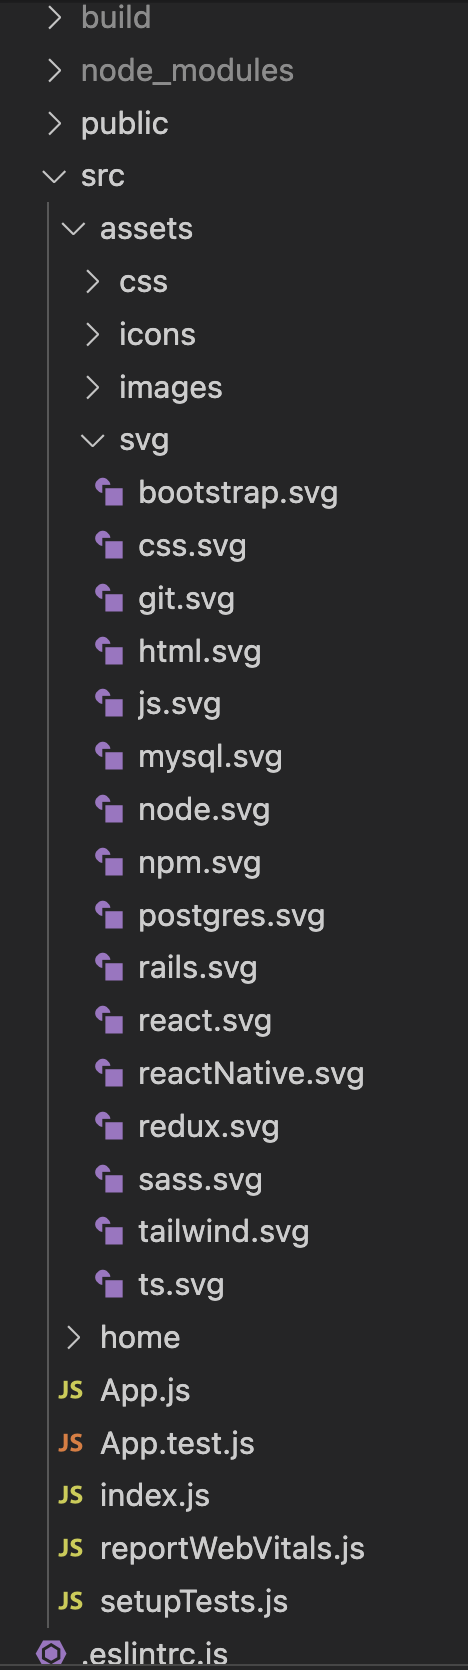 build
node_modules
public
src
assets
css
icons
images
svg
bootstrap.svg
css.svg
git.svg
html.svg
js.svg
mysql.svg
node.svg
npm.svg
postgres.svg
rails.svg
react.svg
reactNative.svg
redux.svg
sass.svg
tailwind.svg
ts.svg
home
JS App.js
JS App.test.js
JS index.js
JS reportWebVitals.js
JS setupTests.js
.eslintrc.js